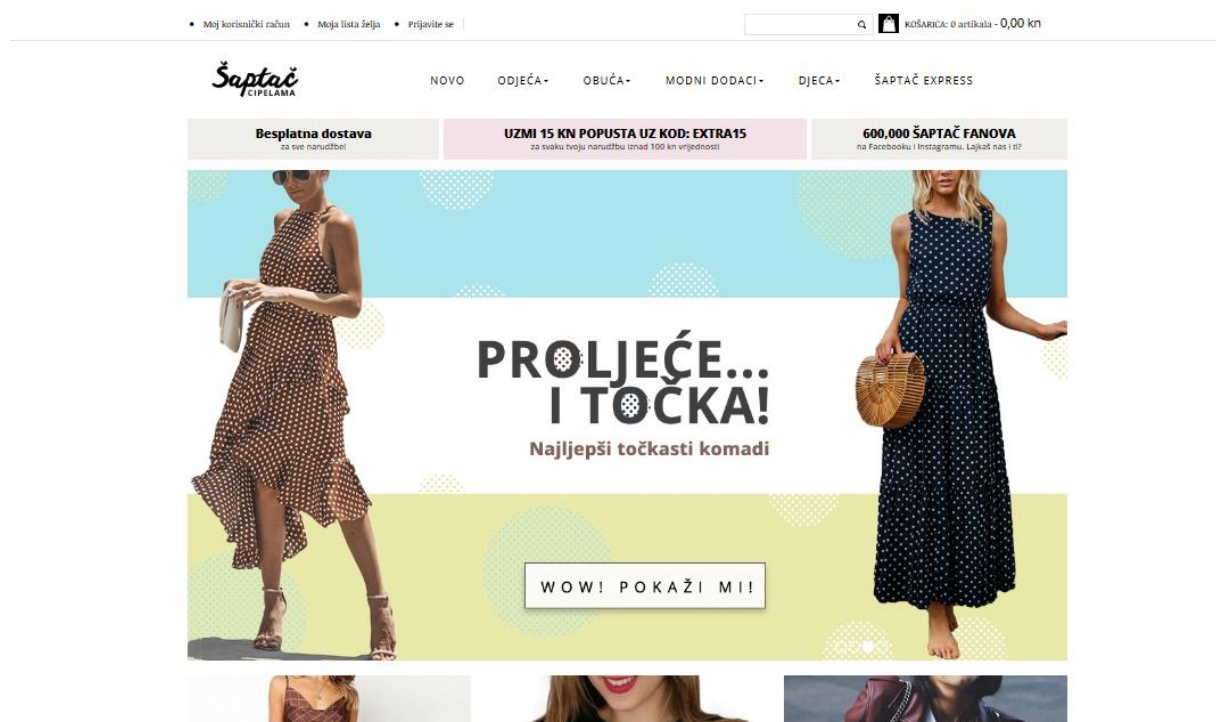 Moj korisnički račun
Moja lista želja
Prijavite se
KOŠARICA: 0 artikala - 0,00 kn
Šaptač
CIPELAMA
NOVO
ODJEĆA
OBUĆA
MODNI DODACI
DJECA
ŠAPTAČ EXPRESS
Besplatna dostava
za sve narudžbe!
UZMI 15 KN POPUSTA UZ KOD: EXTRA15
za svaku tvoju narudžbu iznad 100 kn vrijednosti
600,000 ŠAPTAČ FANOVA
na Facebooku i Instagramu. Lajkaš nas i ti?
PROLJEĆE...
I TOČKA!
Najljepši točkasti komadi
WOW! POKAŽI MI!